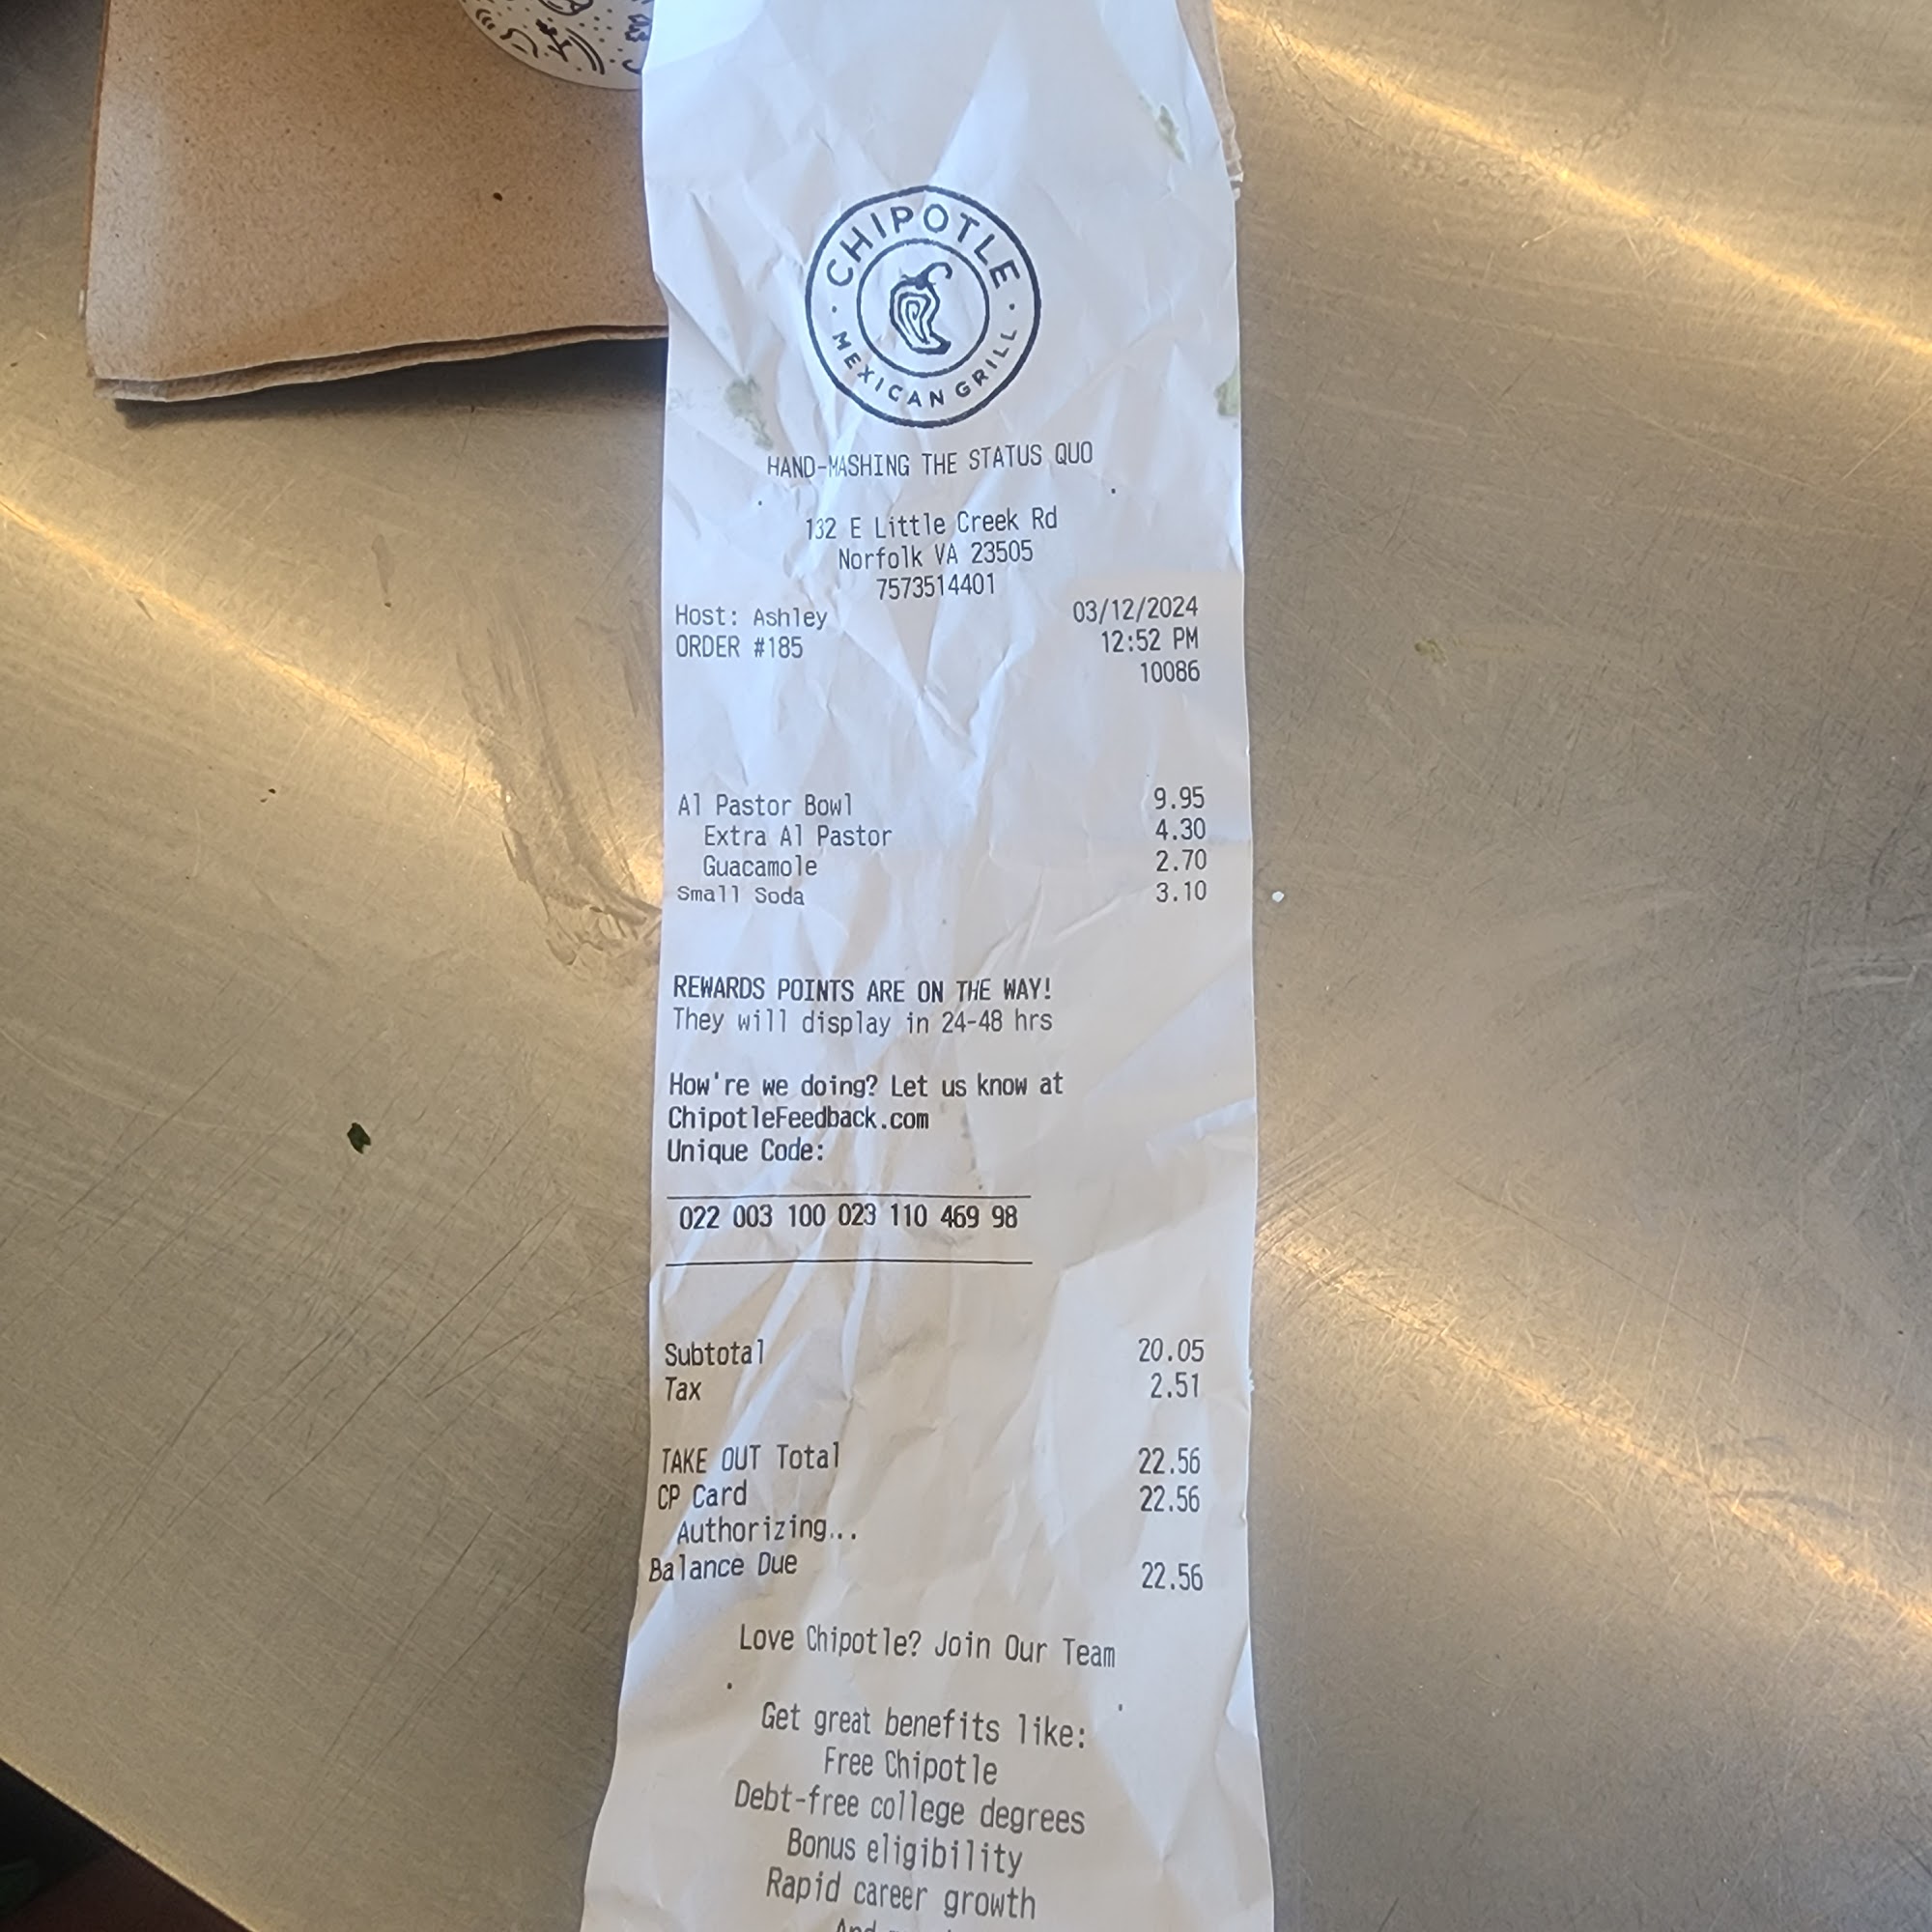 CHIPOTLE
MEXICAN GRILL
HAND-MASHING THE STATUS QUO
132 E Little Creek Rd
Norfolk VA 23505
7573514401
Host: Ashley 03/12/2024
ORDER #185 12:52 PM
10086
Al Pastor Bowl 9.95
Extra Al Pastor 4.30
Guacamole 2.70
Small Soda 3.10
REWARDS POINTS ARE ON THE WAY!
They will display in 24-48 hrs
How're we doing? Let us know at
ChipotleFeedback.com
Unique Code:
022 003 100 023 110 469 98
Subtotal 20.05
Tax 2.51
TAKE OUT Total 22.56
CP Card 22.56
Authorizing...
Balance Due 22.56
Love Chipotle? Join Our Team
Get great benefits like:
Free Chipotle
Debt-free college degrees
Bonus eligibility
Rapid career growth
And